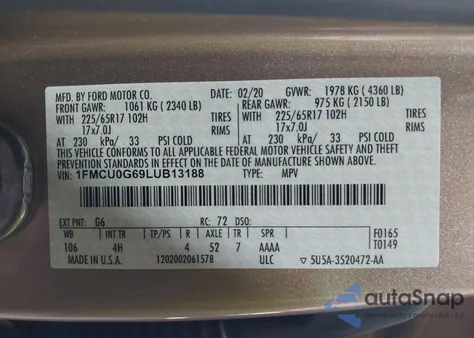 MFD. BY FORD MOTOR CO. 02/20 GVWR: 1978 KG (4360 LB)
FRONT GAWR: 1061 KG (2340 LB) REAR GAWR: 975 KG (2150 LB)
WITH 225/65R17 102H TIRES WITH 225/65R17 102H TIRES
17x7.0J RIMS 17x7.0J RIMS
AT 230 kPa/ 33 PSI COLD AT 230 kPa/ 33 PSI COLD
THIS VEHICLE CONFORMS TO ALL APPLICABLE FEDERAL MOTOR VEHICLE SAFETY AND THEFT
PREVENTION STANDARDS IN EFFECT ON THE DATE OF MANUFACTURE SHOWN ABOVE.
VIN: 1FMCU0G69LUB13188 TYPE: MPV
EXT PNT: G6 RC: 72 DSO:
WB INT TR TP/PS R AXLE TR SPR F0165
106 4H 4 52 7 AAAA T0149
MADE IN U.S.A. 1202002061578 ULC ▽ 5U5A-3520472-AA
autoSnap